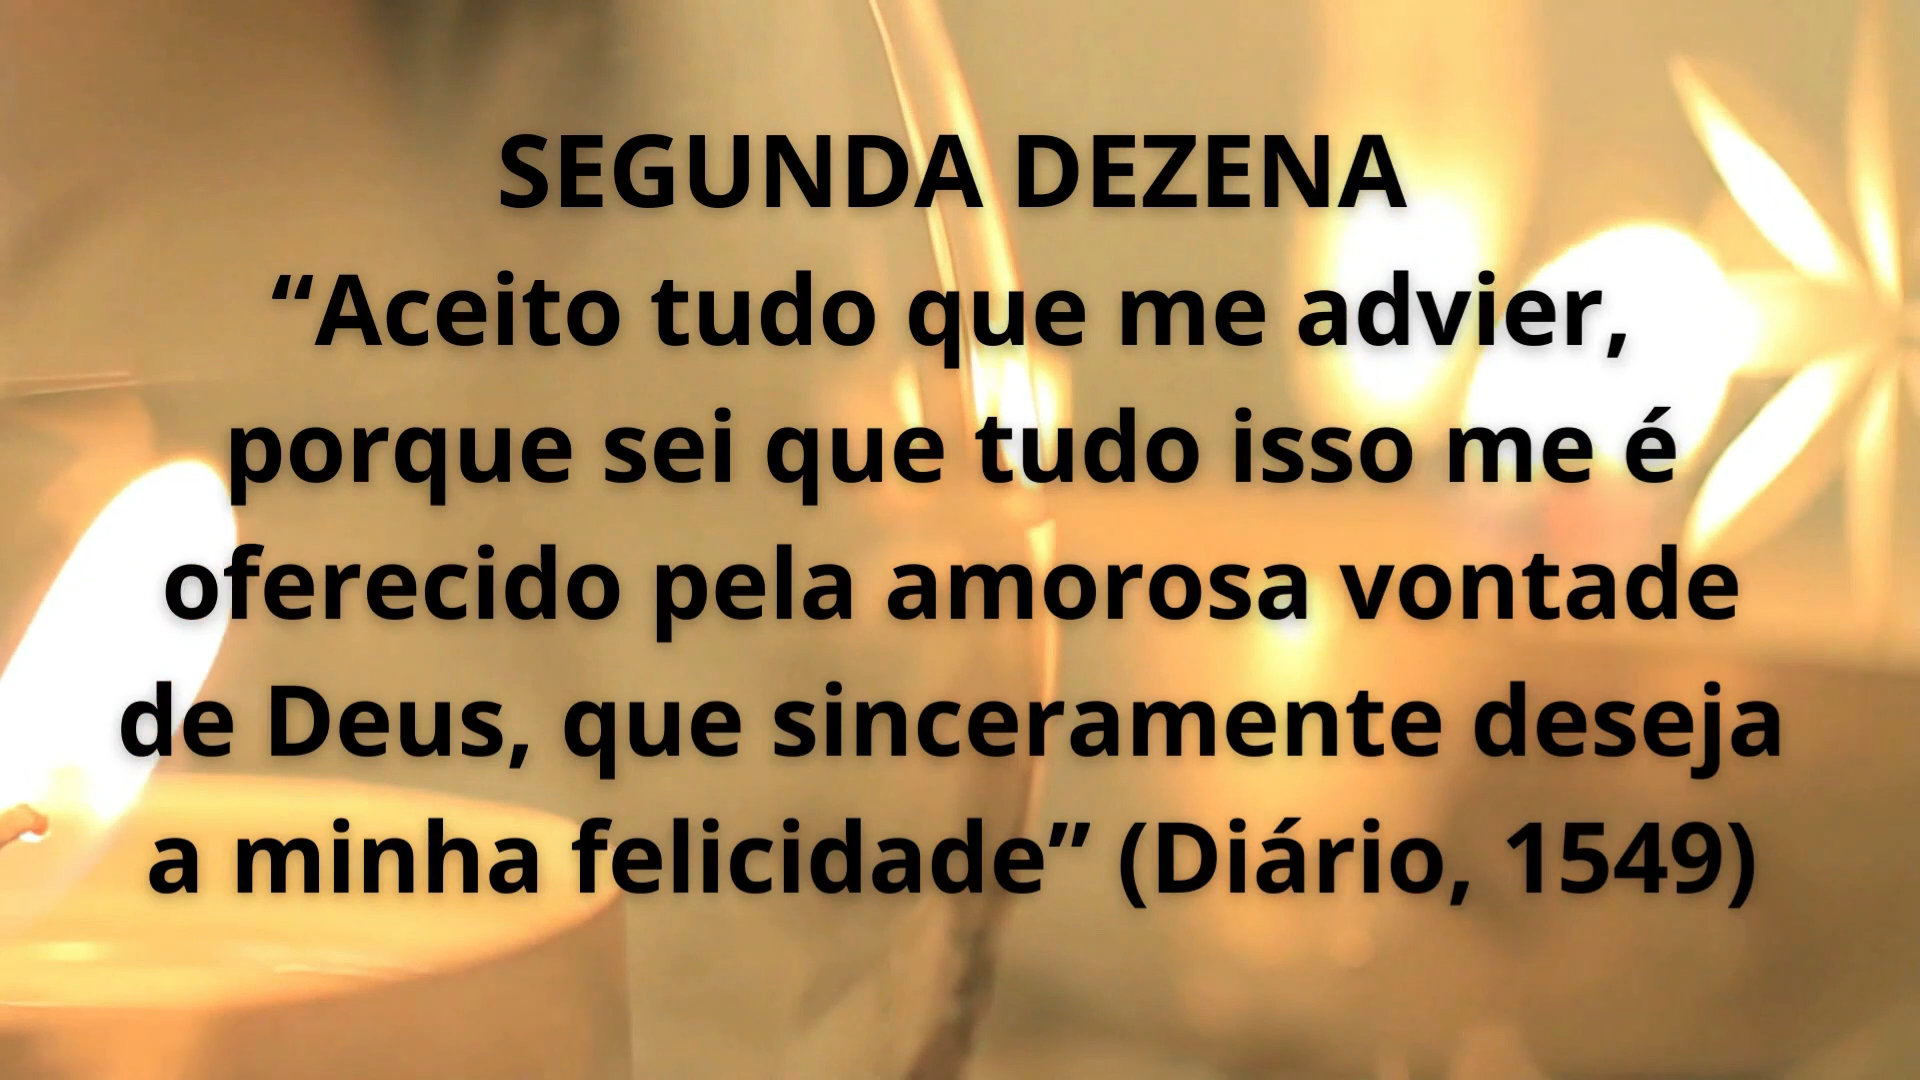 SEGUNDA DEZENA
“Aceito tudo que me advier,
porque sei que tudo isso me é
oferecido pela amorosa vontade
de Deus, que sinceramente deseja
a minha felicidade” (Diário, 1549)